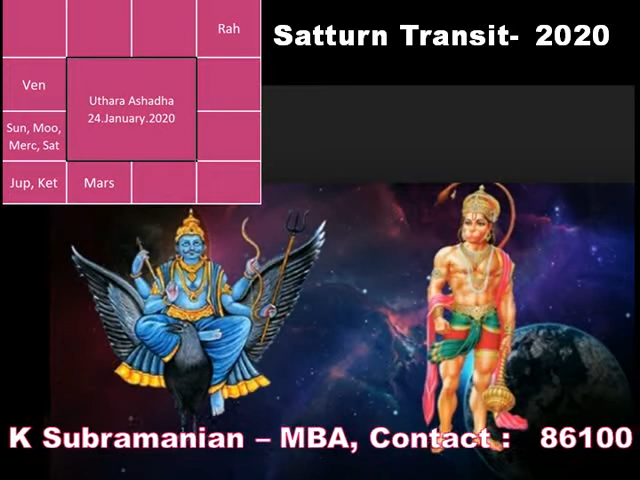 Rah
Satturn Transit- 2020
Ven
Uthara Ashadha
24.January.2020
Sun, Moo,
Merc, Sat
Jup, Ket
Mars
K Subramanian – MBA, Contact : 86100